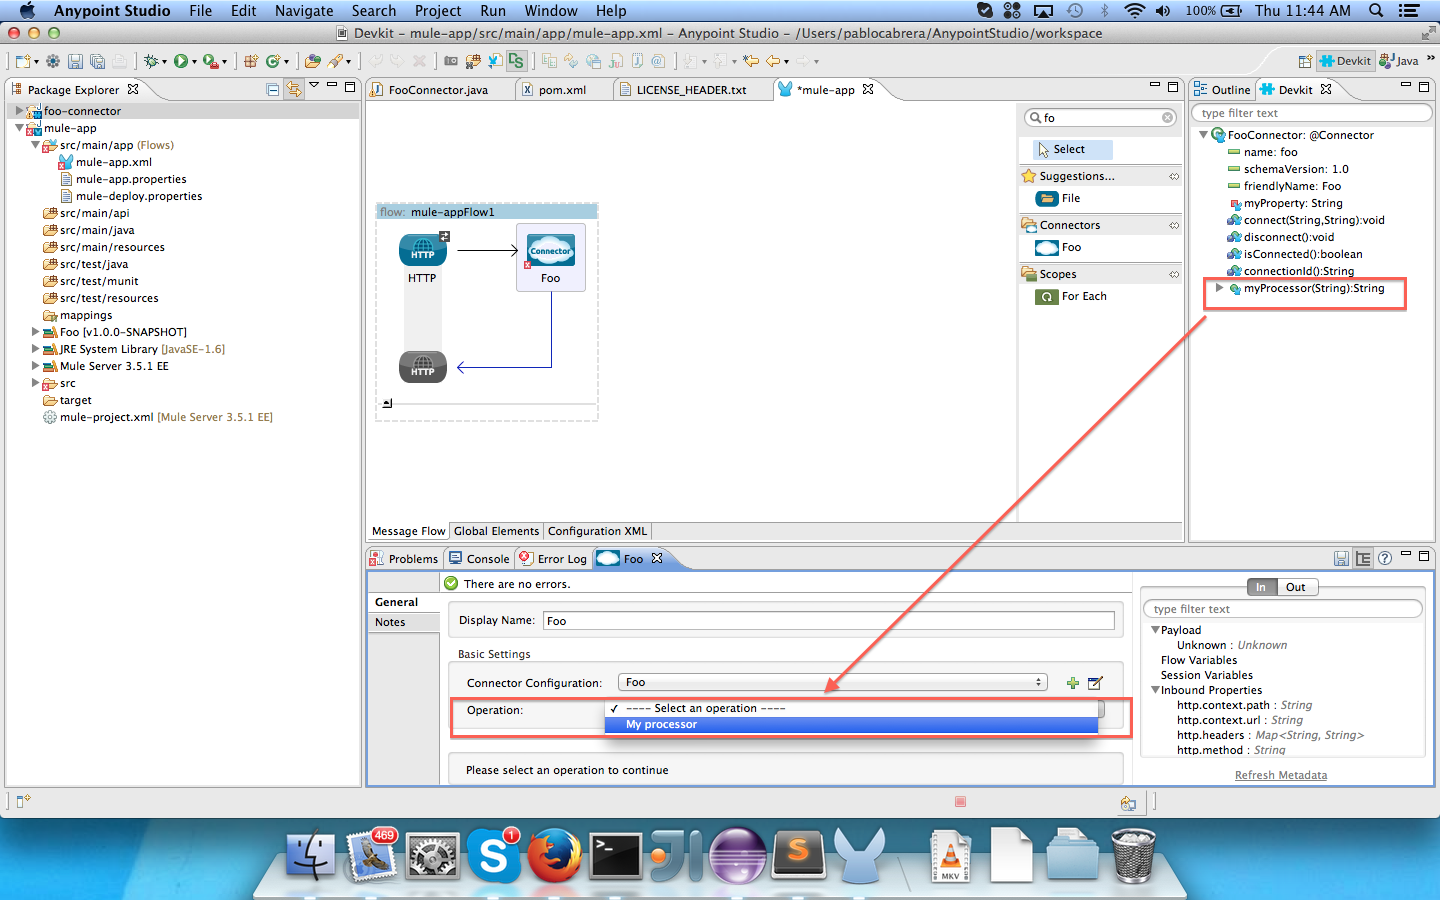 Anypoint Studio File Edit Navigate Search Project Run Window Help 100% Thu 11:44 AM
Devkit – mule-app/src/main/app/mule-app.xml – Anypoint Studio – /Users/pablocabrera/AnypointStudio/workspace
Devkit Java »
Package Explorer
foo-connector
mule-app
src/main/app (Flows)
mule-app.xml
mule-app.properties
mule-deploy.properties
src/main/api
src/main/java
src/main/resources
src/test/java
src/test/munit
src/test/resources
mappings
Foo [v1.0.0-SNAPSHOT]
JRE System Library [JavaSE-1.6]
Mule Server 3.5.1 EE
src
target
mule-project.xml [Mule Server 3.5.1 EE]
FooConnector.java pom.xml LICENSE_HEADER.txt *mule-app
flow: mule-appFlow1
HTTP
HTTP
HTTP
Connector
Foo
fo
Select
Suggestions...
File
Connectors
Foo
Scopes
For Each
Message Flow Global Elements Configuration XML
Outline Devkit
type filter text
FooConnector: @Connector
name: foo
schemaVersion: 1.0
friendlyName: Foo
myProperty: String
connect(String,String):void
disconnect():void
isConnected():boolean
connectionId():String
myProcessor(String):String
Problems Console Error Log Foo
There are no errors.
General
Notes
Display Name: Foo
Basic Settings
Connector Configuration: Foo
Operation: ✓ ---- Select an operation ----
My processor
Please select an operation to continue
In Out
type filter text
Payload
Unknown : Unknown
Flow Variables
Session Variables
Inbound Properties
http.context.path : String
http.context.url : String
http.headers : Map<String, String>
http.method : String
Refresh Metadata
469
1
MKV